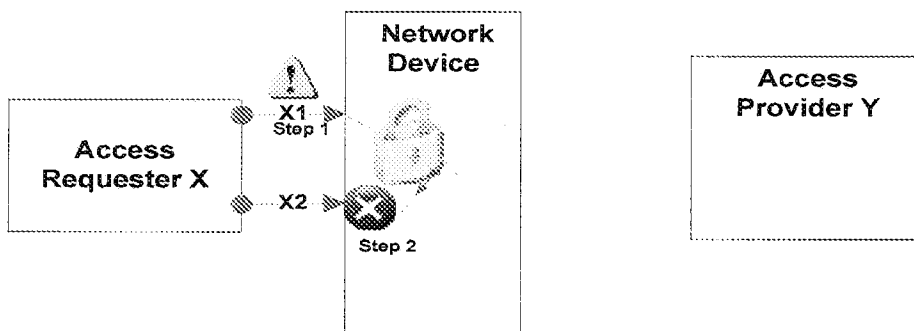 Network
Device
Access
Provider Y
X1
Step 1
Access
Requester X
X2
Step 2